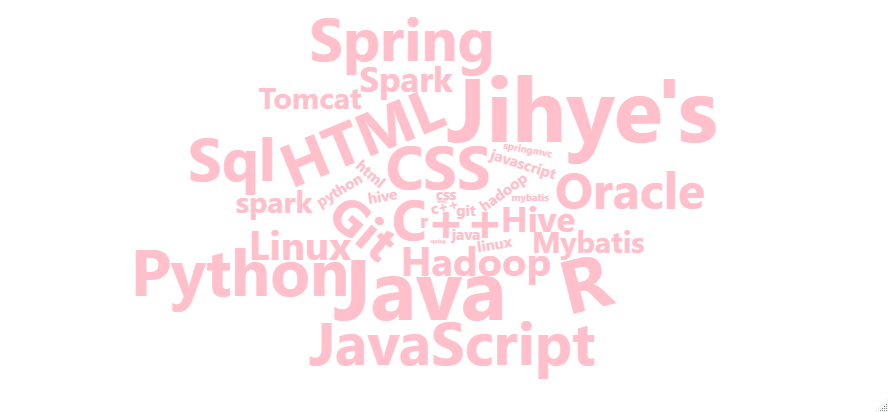 Spring
Spark
Tomcat
Jihye's
HTML
Sql
CSS
springmvc
javascript
html
python
hive
css
hadoop
mybatis
Oracle
spark
Git
C++
r
c++
git
Hive
java
spring
linux
Mybatis
Linux
Hadoop
Python
Java
R
JavaScript